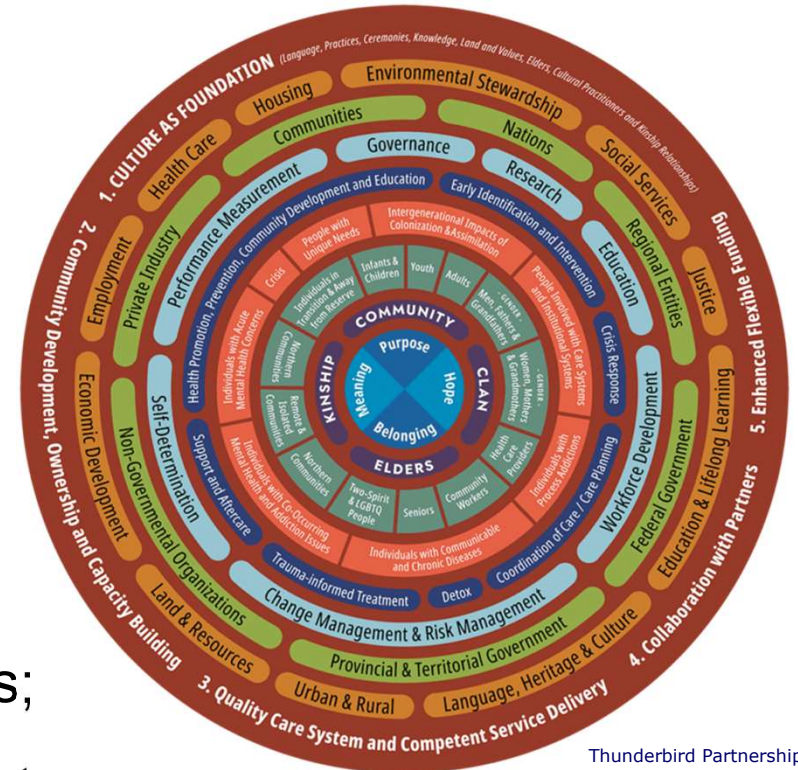 1. CULTURE AS FOUNDATION (Language, Practices, Ceremonies, Knowledge, Land and Values, Elders, Cultural Practitioners and Kinship Relationships)
2. Community Development, Ownership and Capacity Building
3. Quality Care System and Competent Service Delivery
4. Collaboration with Partners
5. Enhanced Flexible Funding
Environmental Stewardship
Social Services
Justice
Education & Lifelong Learning
Language, Heritage & Culture
Urban & Rural
Land & Resources
Economic Development
Employment
Health Care
Housing
Communities
Nations
Regional Entities
Federal Government
Provincial & Territorial Government
Non-Governmental Organizations
Private Industry
Governance
Research
Education
Workforce Development
Change Management & Risk Management
Self-Determination
Performance Measurement
Health Promotion, Prevention, Community Development and Education
Early Identification and Intervention
Crisis Response
Coordination of Care / Care Planning
Detox
Trauma-informed Treatment
Support and Aftercare
People with
Unique Needs
Intergenerational Impacts of
Colonization & Assimilation
People Involved with Care Systems
and Institutional Systems
Individuals with
Process Addictions
Individuals with Communicable
and Chronic Diseases
Individuals with Co-Occurring
Mental Health and Addiction Issues
Individuals with Acute
Mental Health Concerns
Crisis
Infants &
Children
Youth
Adults
- GENDER -
Men, Fathers &
Grandfathers
- GENDER -
Women, Mothers
& Grandmothers
Health
Care
Providers
Community
Workers
Seniors
Two-Spirit
& LGBTQ
People
Northern
Communities
Remote &
Isolated
Communities
Northern
Communities
Individuals in
Transition & Away
from Reserve
COMMUNITY
CLAN
ELDERS
KINSHIP
Purpose
Hope
Belonging
Meaning
s;
Thunderbird Partnership